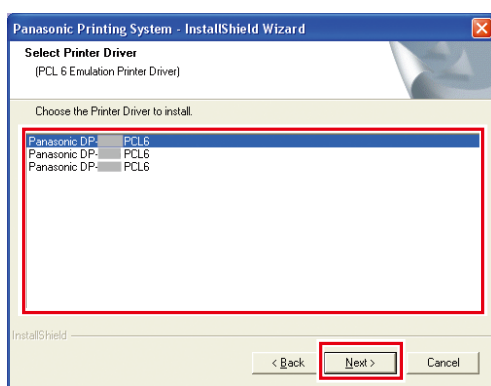 Panasonic Printing System - InstallShield Wizard
Select Printer Driver
(PCL 6 Emulation Printer Driver)
Choose the Printer Driver to install.
Panasonic DP- PCL6
Panasonic DP- PCL6
Panasonic DP- PCL6
InstallShield
< Back Next > Cancel